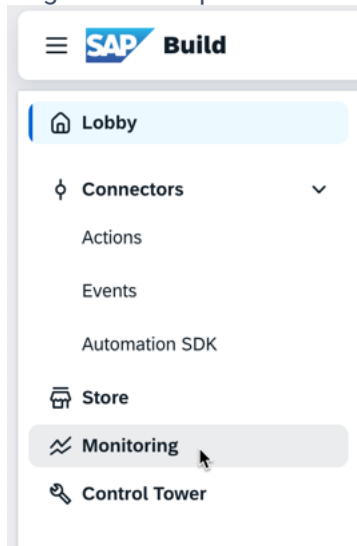 SAP Build
Lobby
Connectors
Actions
Events
Automation SDK
Store
Monitoring
Control Tower